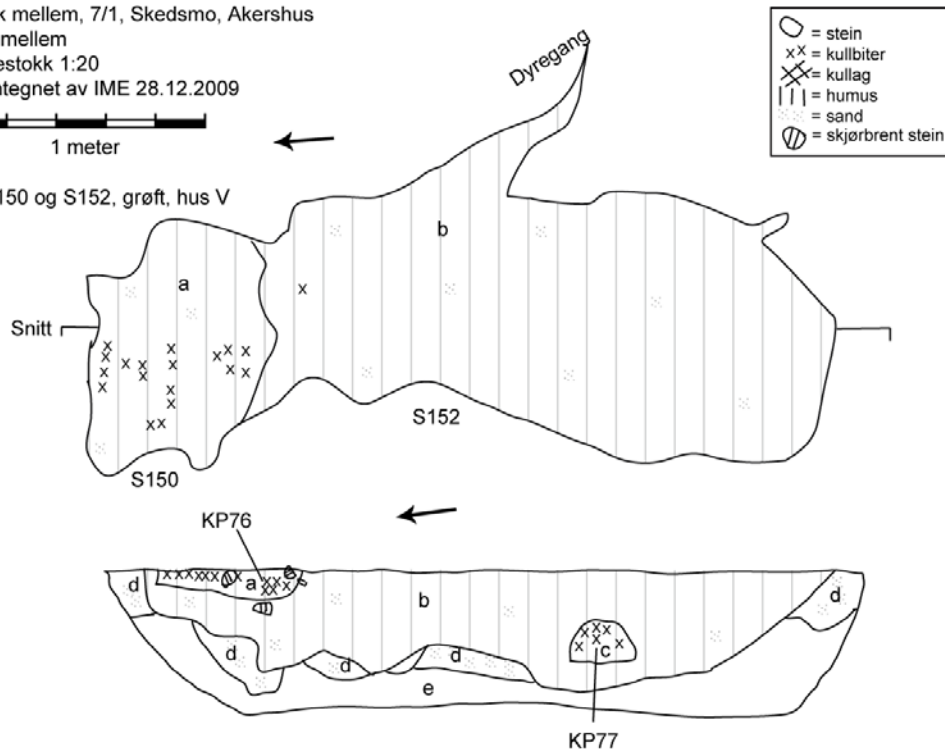 k mellem, 7/1, Skedsmo, Akershus
mellem
estokk 1:20
ntegnet av IME 28.12.2009
1 meter
150 og S152, grøft, hus V
Dyregang
= stein
= kullbiter
= kullag
= humus
= sand
= skjørbrent stein
b
a
Snitt
S152
S150
KP76
d
a
b
d
c
d
d
d
e
KP77